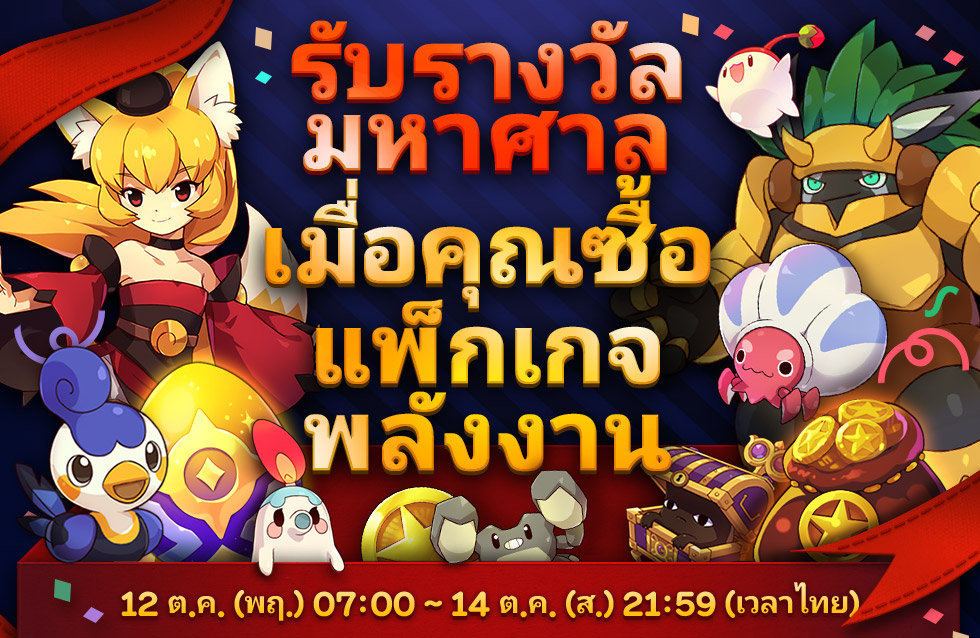 รับรางวัล
มหาศาล
เมื่อคุณซื้อ
แพ็กเกจ
พลังงาน
12 ต.ค. (พฤ.) 07:00 ~ 14 ต.ค. (ส.) 21:59 (เวลาไทย)